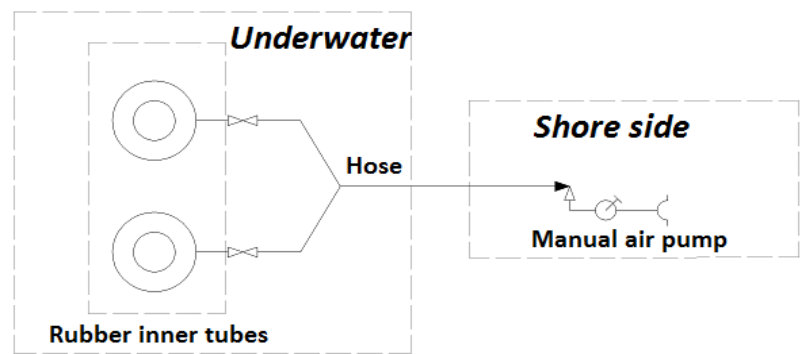 Underwater
Shore side
Hose
Manual air pump
Rubber inner tubes